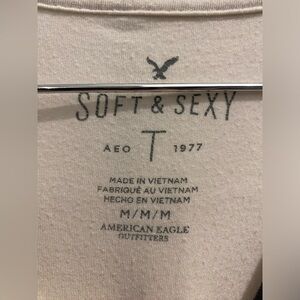 SOFT & SEXY
AEO T 1977
MADE IN VIETNAM
FABRIQUÉ AU VIETNAM
HECHO EN VIETNAM
M/M/M
AMERICAN EAGLE
OUTFITTERS